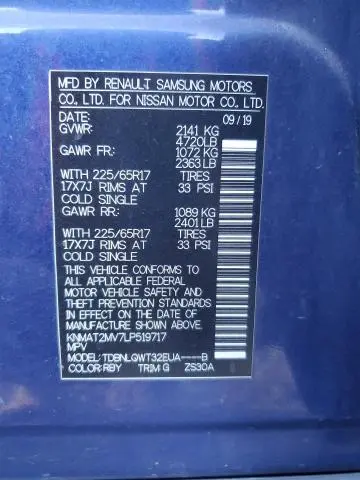 MFD BY RENAULT SAMSUNG MOTORS
CO., LTD. FOR NISSAN MOTOR CO., LTD.
DATE: 09/19
GVWR: 2141 KG
4720LB
GAWR FR: 1072 KG
2363LB
WITH 225/65R17 TIRES
17X7J RIMS AT 33 PSI
COLD SINGLE
GAWR RR: 1089 KG
2401LB
WITH 225/65R17 TIRES
17X7J RIMS AT 33 PSI
COLD SINGLE
THIS VEHICLE CONFORMS TO
ALL APPLICABLE FEDERAL
MOTOR VEHICLE SAFETY AND
THEFT PREVENTION STANDARDS
IN EFFECT ON THE DATE OF
MANUFACTURE SHOWN ABOVE.
KNMAT2MV7LP519717
MPV
MODEL: TDBNLQWT32EUA----B
COLOR:RBY TRIM:G ZS30A